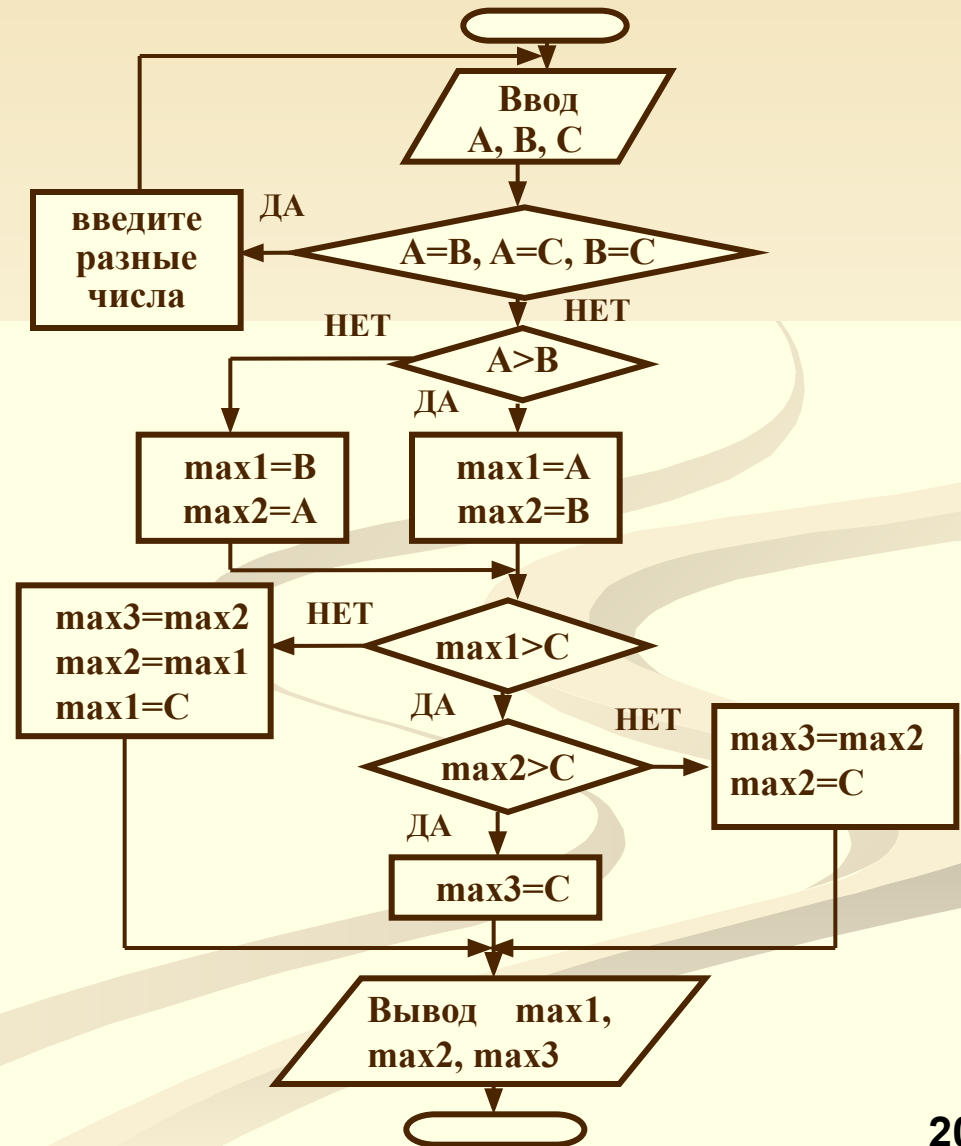 Ввод
A, B, C
ДА
введите
разные
числа
A=B, A=C, B=C
НЕТ
НЕТ
A>B
ДА
max1=B
max2=A
max1=A
max2=B
max3=max2
max2=max1
max1=C
НЕТ
max1>C
ДА
НЕТ
max2>C
max3=max2
max2=C
ДА
max3=C
Вывод max1,
max2, max3
20